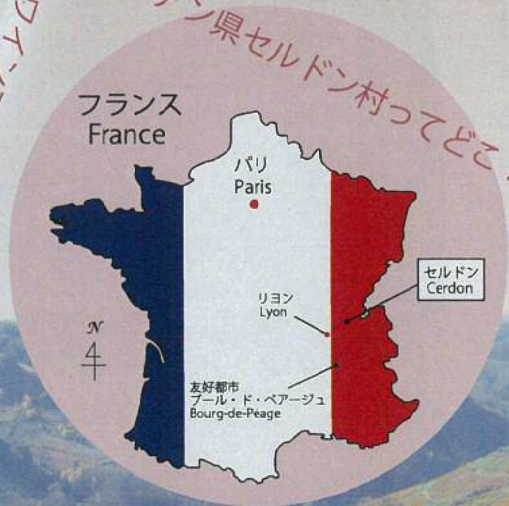 ン県セルドン村ってどこ
フランス
France
パリ
Paris
セルドン
Cerdon
リヨン
Lyon
N
友好都市
ブール・ド・ペアージュ
Bourg-de-Peage